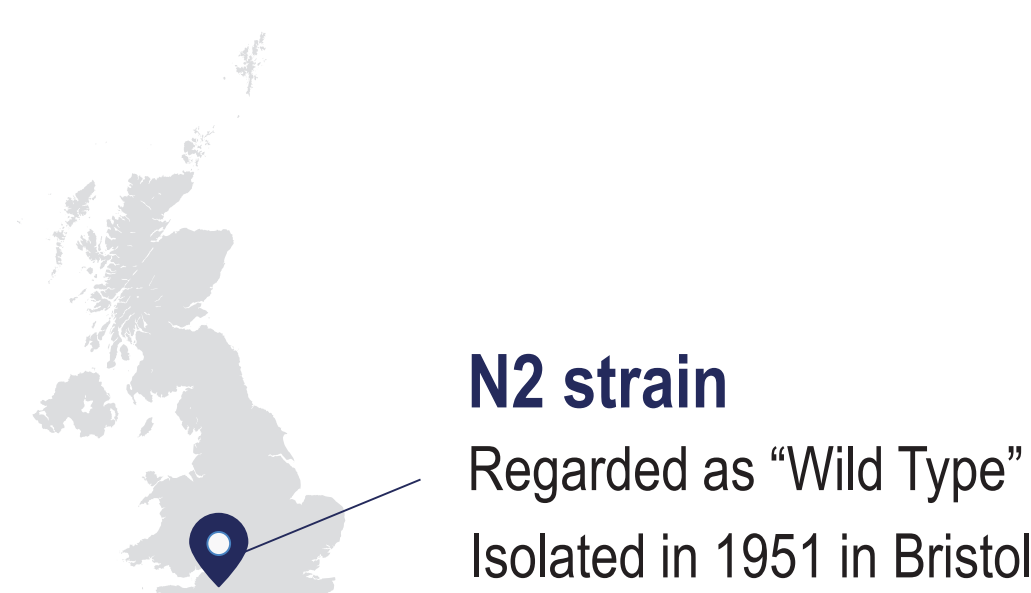 N2 strain
Regarded as “Wild Type”
Isolated in 1951 in Bristol